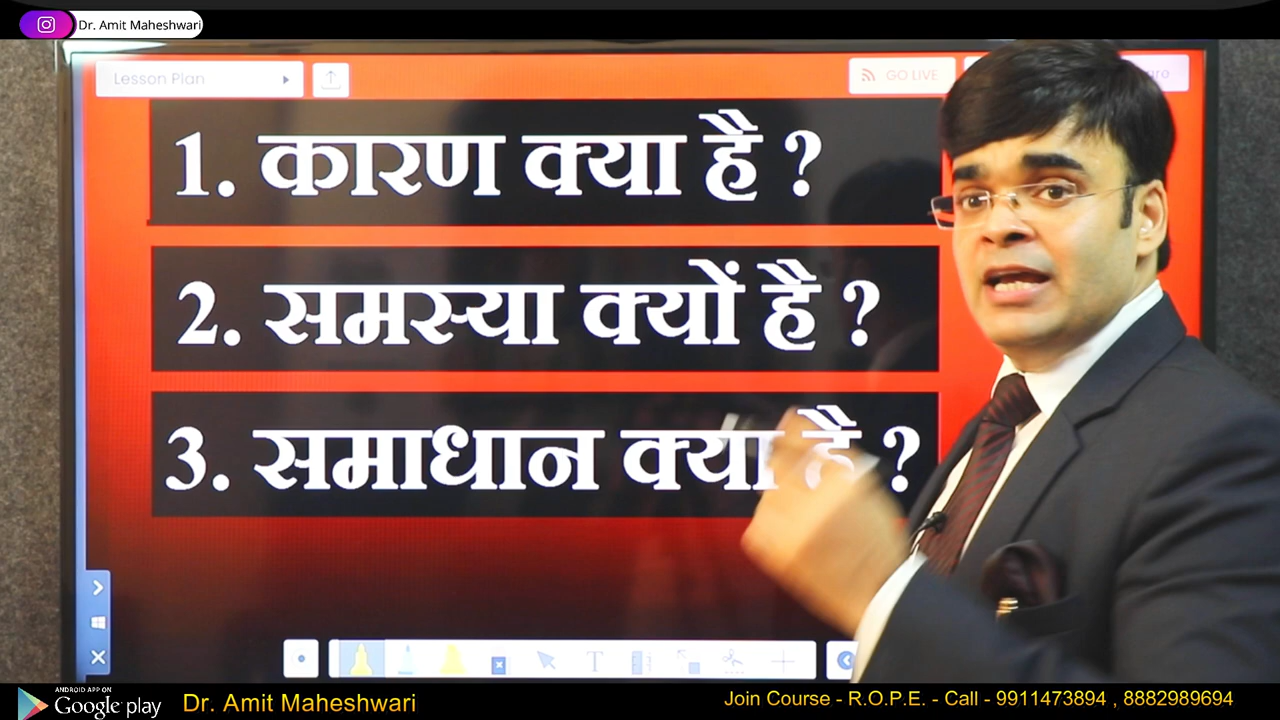 Dr. Amit Maheshwari
Lesson Plan
GO LIVE
1. कारण क्या है ?
2. समस्या क्यों है ?
3. समाधान क्या है ?
T
ANDROID APP ON
Google play
Dr. Amit Maheshwari
Join Course - R.O.P.E. - Call - 9911473894 , 8882989694